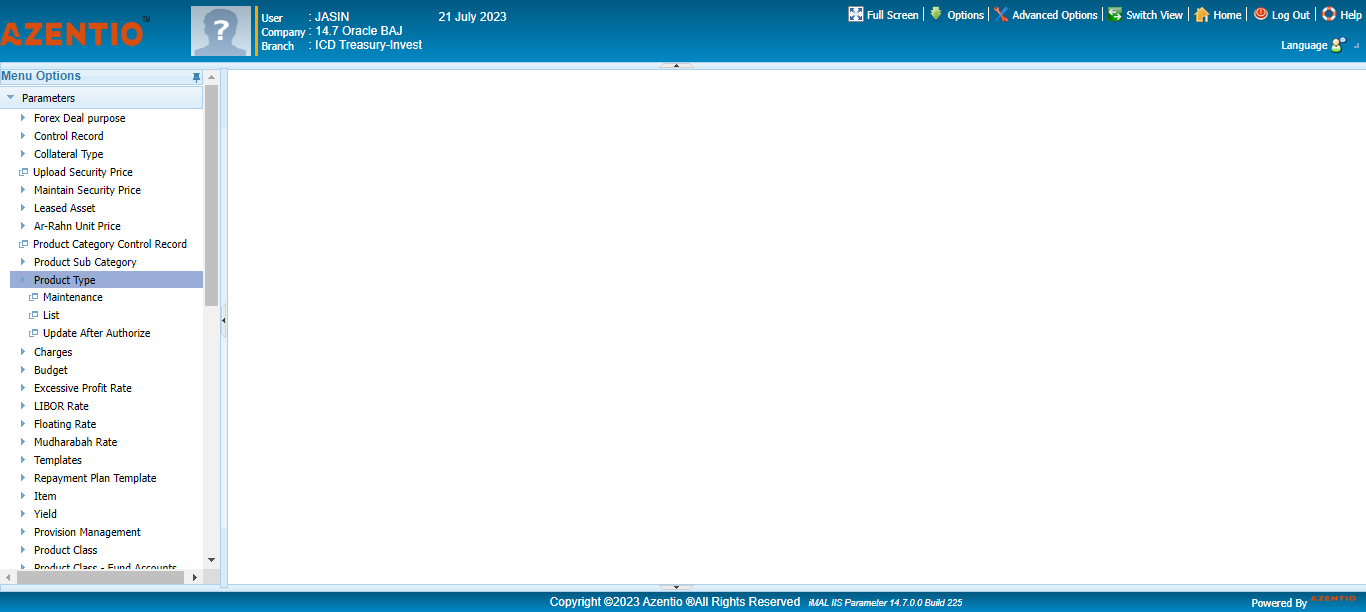 AZENTIO™
?
User : JASIN 21 July 2023
Company : 14.7 Oracle BAJ
Branch : ICD Treasury-Invest
Full Screen | Options | Advanced Options | Switch View | Home | Log Out | Help
Language
Menu Options
Parameters
Forex Deal purpose
Control Record
Collateral Type
Upload Security Price
Maintain Security Price
Leased Asset
Ar-Rahn Unit Price
Product Category Control Record
Product Sub Category
Product Type
Maintenance
List
Update After Authorize
Charges
Budget
Excessive Profit Rate
LIBOR Rate
Floating Rate
Mudharabah Rate
Templates
Repayment Plan Template
Item
Yield
Provision Management
Product Class
Product Class - Fund Accounts
Copyright ©2023 Azentio ®All Rights Reserved iMAL IIS Parameter 14.7.0.0 Build 225
Powered By AZENTIO